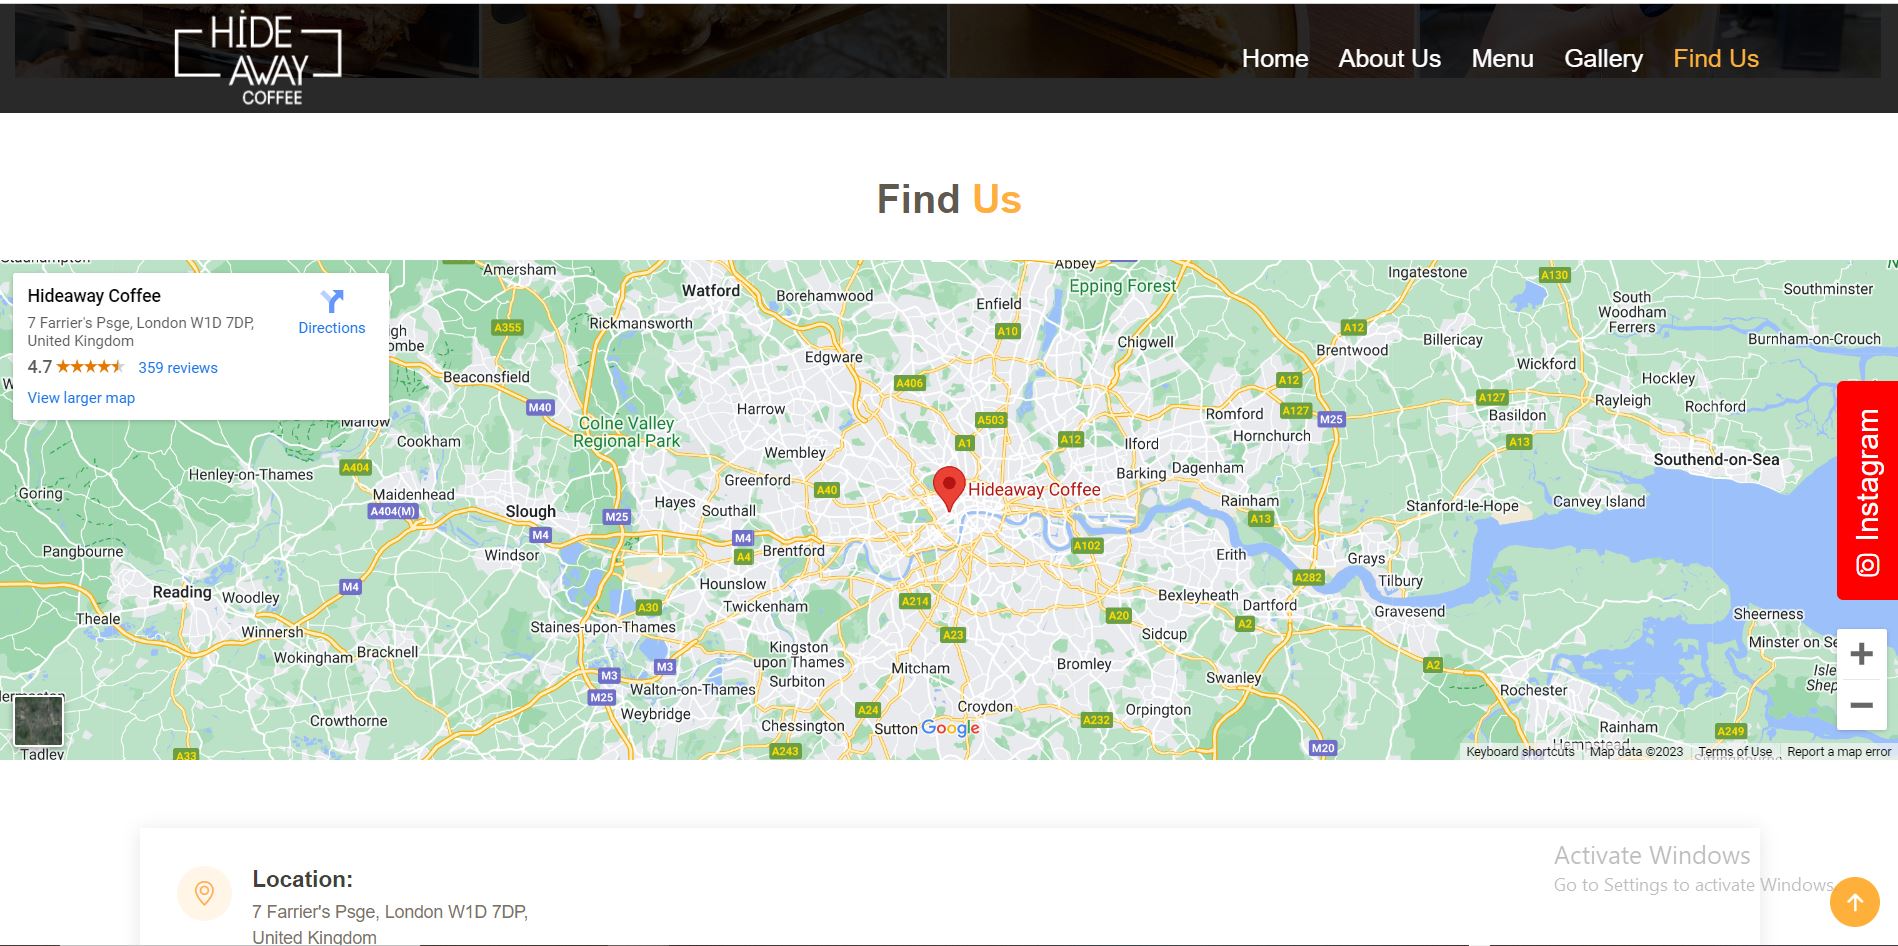 HIDE
AWAY
COFFEE
Home
About Us
Menu
Gallery
Find Us
Find Us
Hideaway Coffee
7 Farrier's Psge, London W1D 7DP,
United Kingdom
4.7
359 reviews
View larger map
Directions
Amersham
Watford
Borehamwood
Enfield
Abbey
Epping Forest
Ingatestone
A130
Southminster
South
Woodham
Ferrers
A355
Rickmansworth
A10
A12
Chigwell
Brentwood
Billericay
Burnham-on-Crouch
Edgware
Wickford
Beaconsfield
A406
A12
Hockley
M40
Harrow
A503
Romford
A127
M25
A127
Rayleigh
Rochford
Basildon
Colne Valley
Regional Park
Marlow
Cookham
A1
A12
Ilford
Hornchurch
A13
Wembley
Southend-on-Sea
Henley-on-Thames
A404
Greenford
A40
Barking
Dagenham
Goring
Maidenhead
Hayes
Hideaway Coffee
Rainham
Canvey Island
Stanford-le-Hope
A404(M)
Slough
M25
Southall
A13
Instagram
M4
M4
Pangbourne
Windsor
A4
Brentford
A102
Erith
Grays
Reading
Woodley
M4
Hounslow
A282
Tilbury
Theale
A30
Twickenham
A214
Bexleyheath
Dartford
Gravesend
Winnersh
Staines-upon-Thames
A23
A20
A2
Sheerness
Wokingham
Bracknell
Kingston
upon Thames
Sidcup
Minster on Se
M3
M3
Surbiton
Mitcham
Bromley
Swanley
A2
Isle
Shep
M25
Walton-on-Thames
Rochester
Crowthorne
Weybridge
Chessington
A24
Sutton
Google
Croydon
A232
Orpington
Rainham
A249
Tadley
A33
A243
M20
Keyboard shortcuts
Map data ©2023
Terms of Use
Report a map error
Location:
7 Farrier's Psge, London W1D 7DP,
United Kingdom
Activate Windows
Go to Settings to activate Windows.